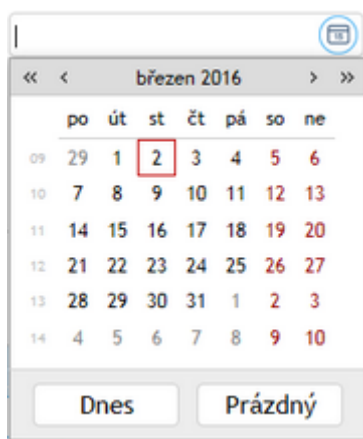 « ‹ březen 2016 › »
po út st čt pá so ne
09 29 1 2 3 4 5 6
10 7 8 9 10 11 12 13
11 14 15 16 17 18 19 20
12 21 22 23 24 25 26 27
13 28 29 30 31 1 2 3
14 4 5 6 7 8 9 10
Dnes Prázdný